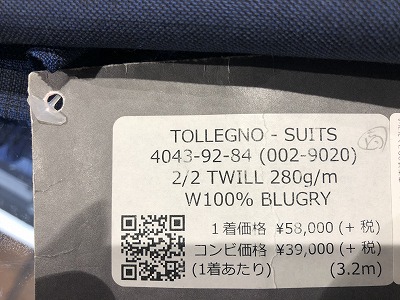 TOLLEGNO - SUITS
4043-92-84 (002-9020)
2/2 TWILL 280g/m
W100% BLUGRY
1着価格 ¥58,000(+税)
コンビ価格 ¥39,000(+税)
(1着あたり) (3.2m)